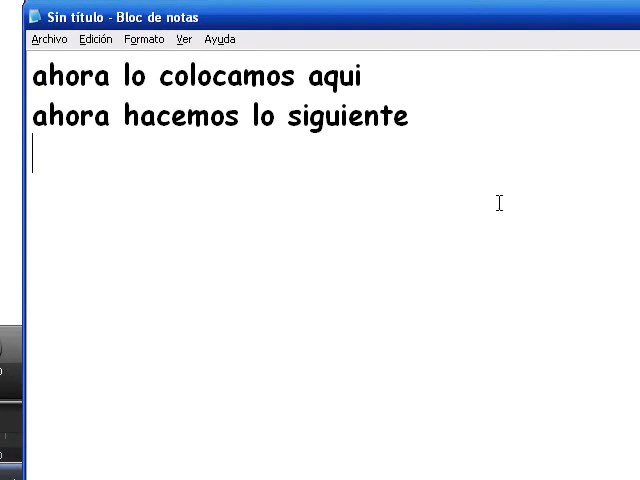 Sin título - Bloc de notas
Archivo Edición Formato Ver Ayuda
ahora lo colocamos aqui
ahora hacemos lo siguiente